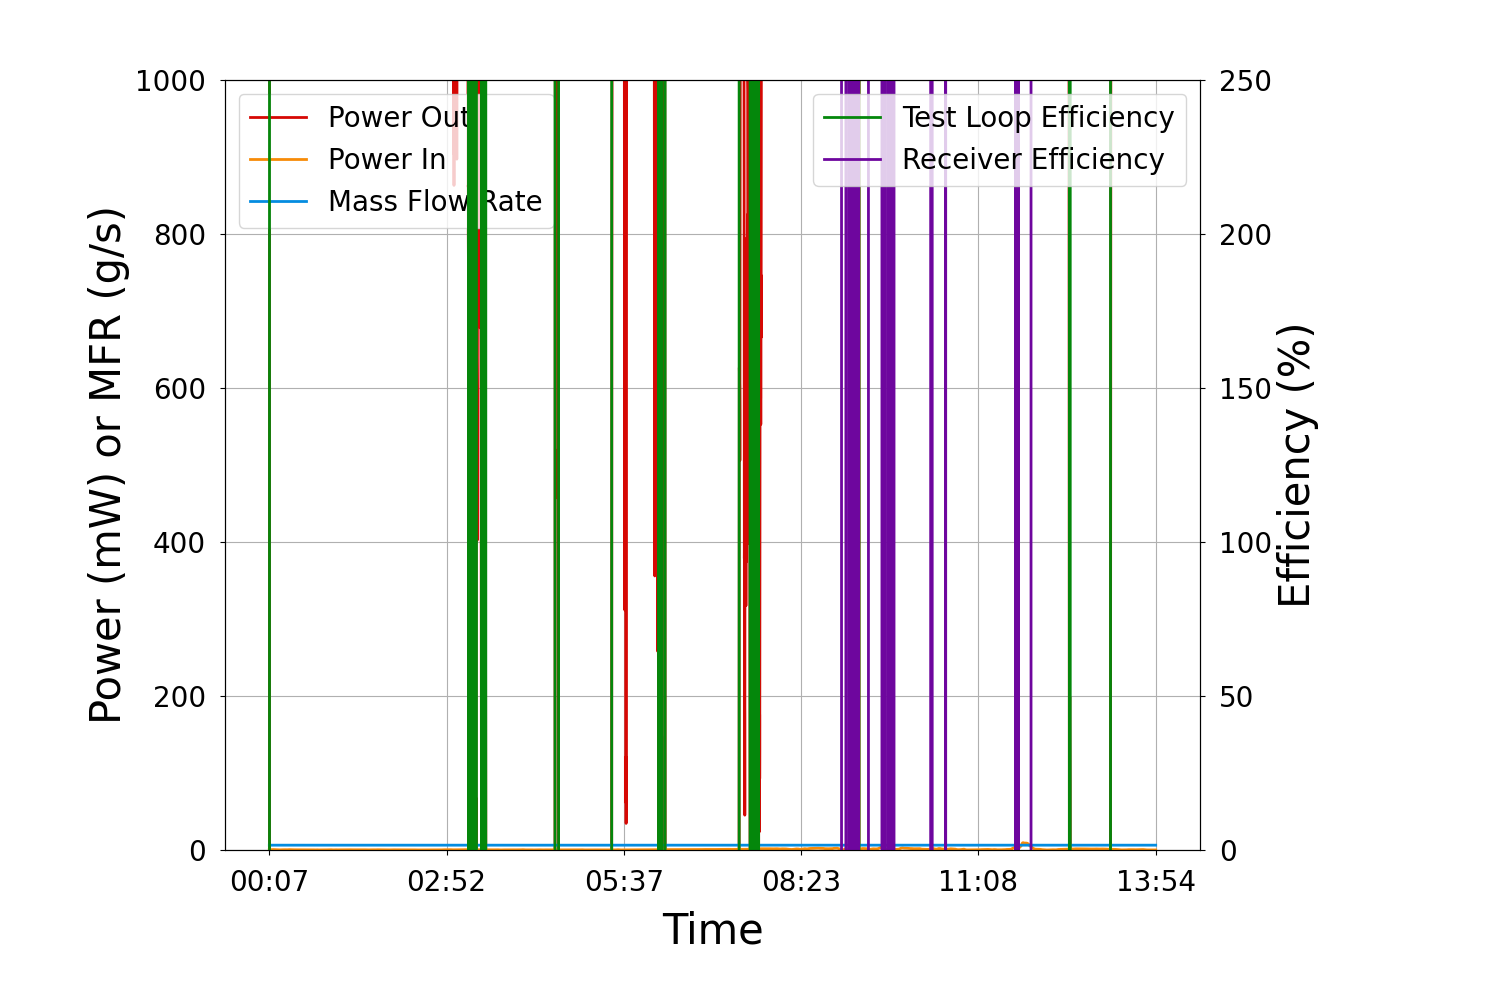 Power (mW) or MFR (g/s)
1000
800
600
400
200
0
Power Out
Power In
Mass Flow Rate
Test Loop Efficiency
Receiver Efficiency
250
200
150
100
50
0
Efficiency (%)
00:07 02:52 05:37 08:23 11:08 13:54
Time